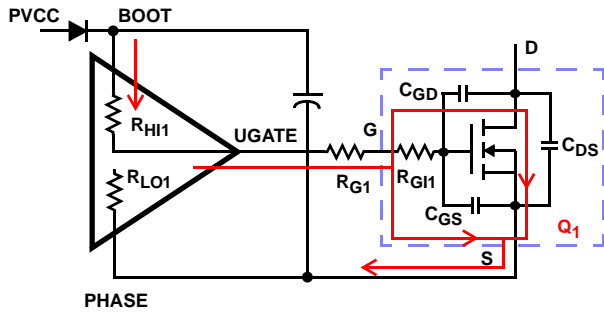 PVCC
BOOT
D
CGD
RHI1
UGATE
G
CDS
RLO1
RG1
RGI1
CGS
Q1
S
PHASE